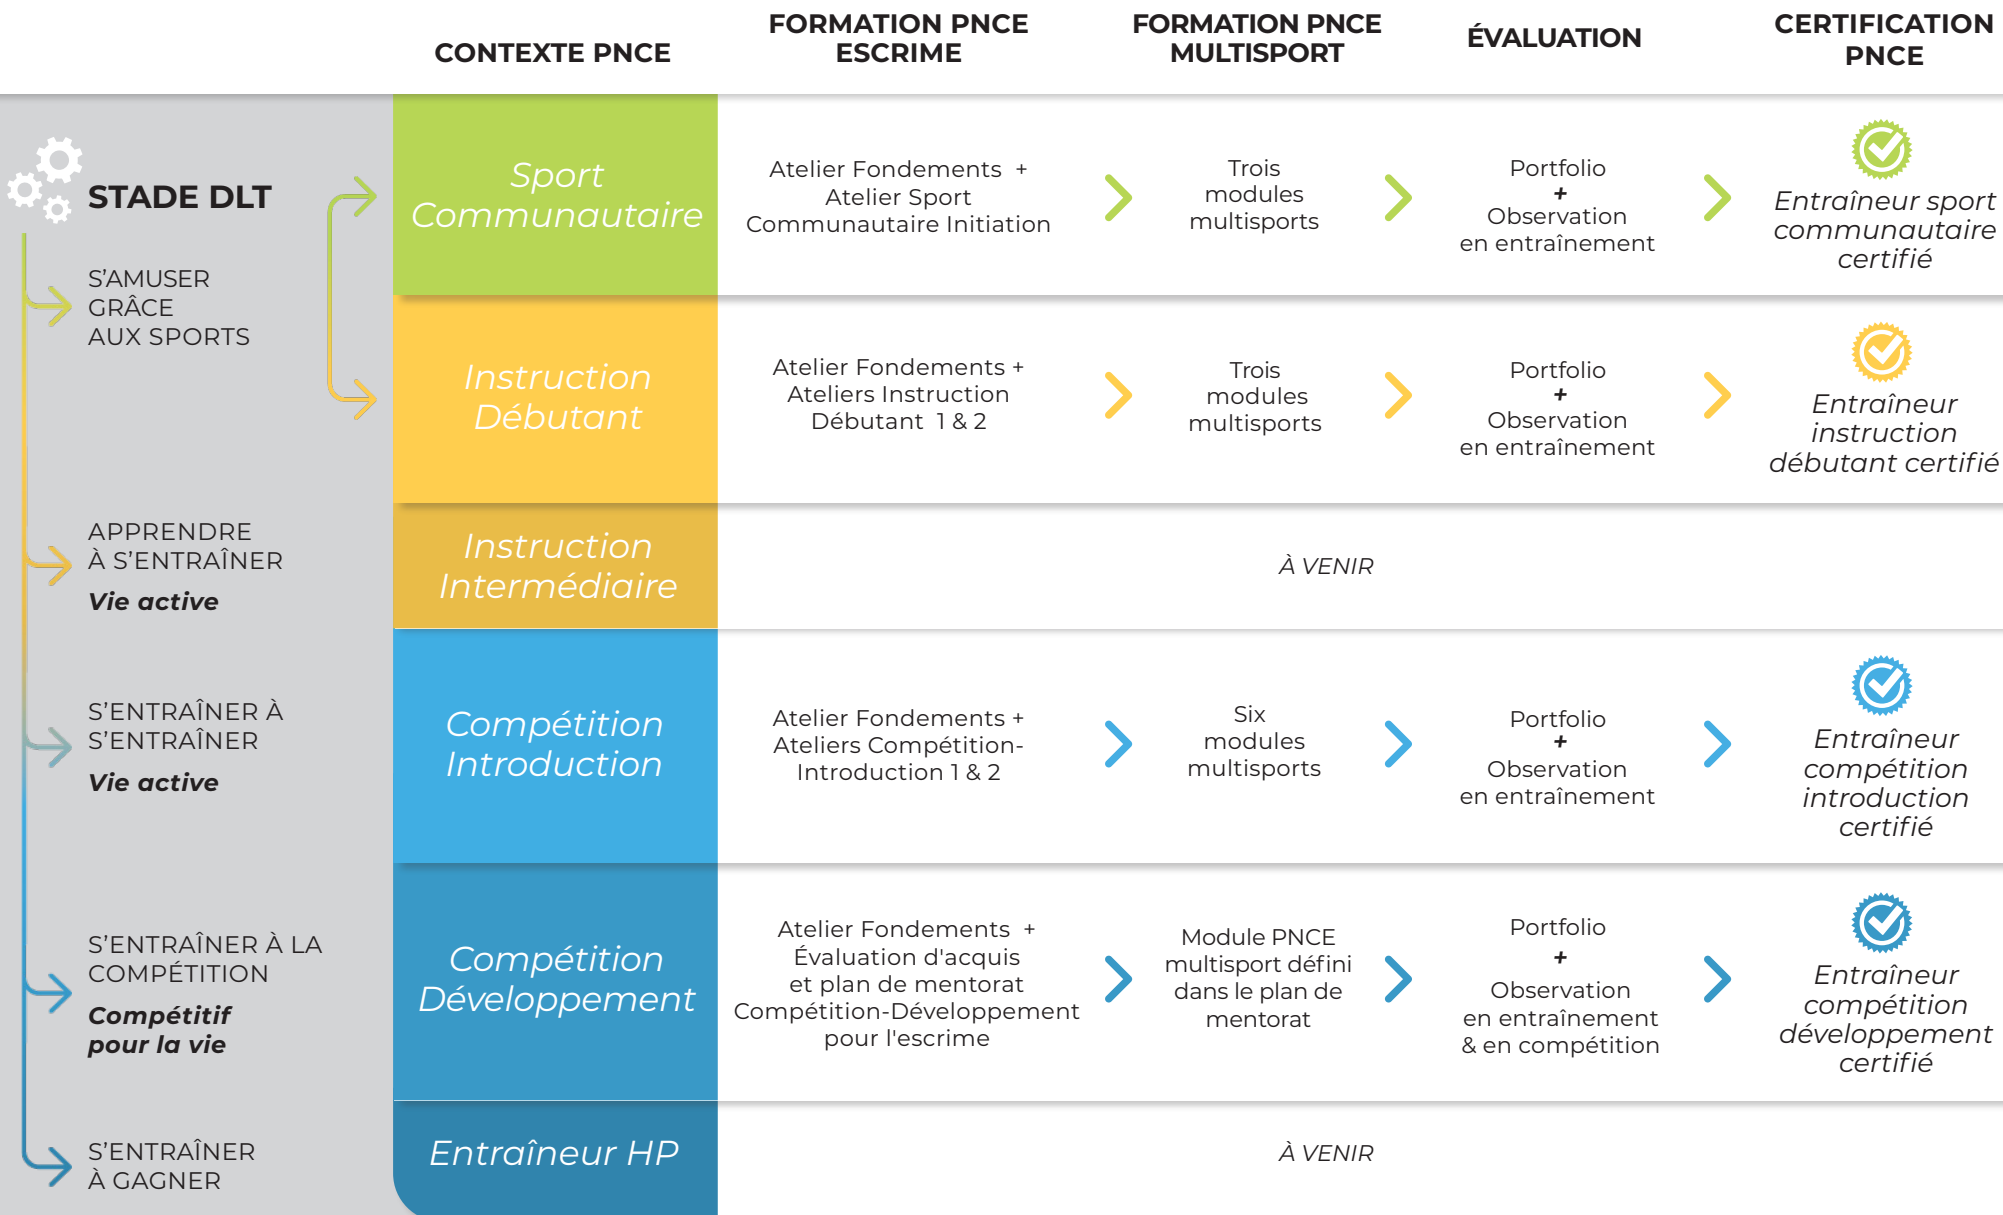 CONTEXTE PNCE
FORMATION PNCE
ESCRIME
FORMATION PNCE
MULTISPORT
ÉVALUATION
CERTIFICATION
PNCE
STADE DLT
S’AMUSER
GRÂCE
AUX SPORTS
APPRENDRE
À S’ENTRAÎNER
Vie active
S’ENTRAÎNER À
S’ENTRAÎNER
Vie active
S’ENTRAÎNER À LA
COMPÉTITION
Compétitif
pour la vie
S’ENTRAÎNER
À GAGNER
Sport
Communautaire
Atelier Fondements +
Atelier Sport
Communautaire Initiation
Trois
modules
multisports
Portfolio
+
Observation
en entraînement
Entraîneur sport
communautaire
certifié
Instruction
Débutant
Atelier Fondements +
Ateliers Instruction
Débutant 1 & 2
Trois
modules
multisports
Portfolio
+
Observation
en entraînement
Entraîneur
instruction
débutant certifié
Instruction
Intermédiaire
À VENIR
Compétition
Introduction
Atelier Fondements +
Ateliers Compétition-
Introduction 1 & 2
Six
modules
multisports
Portfolio
+
Observation
en entraînement
Entraîneur
compétition
introduction
certifié
Compétition
Développement
Atelier Fondements +
Évaluation d'acquis
et plan de mentorat
Compétition-Développement
pour l'escrime
Module PNCE
multisport défini
dans le plan de
mentorat
Portfolio
+
Observation
en entraînement
& en compétition
Entraîneur
compétition
développement
certifié
Entraîneur HP
À VENIR